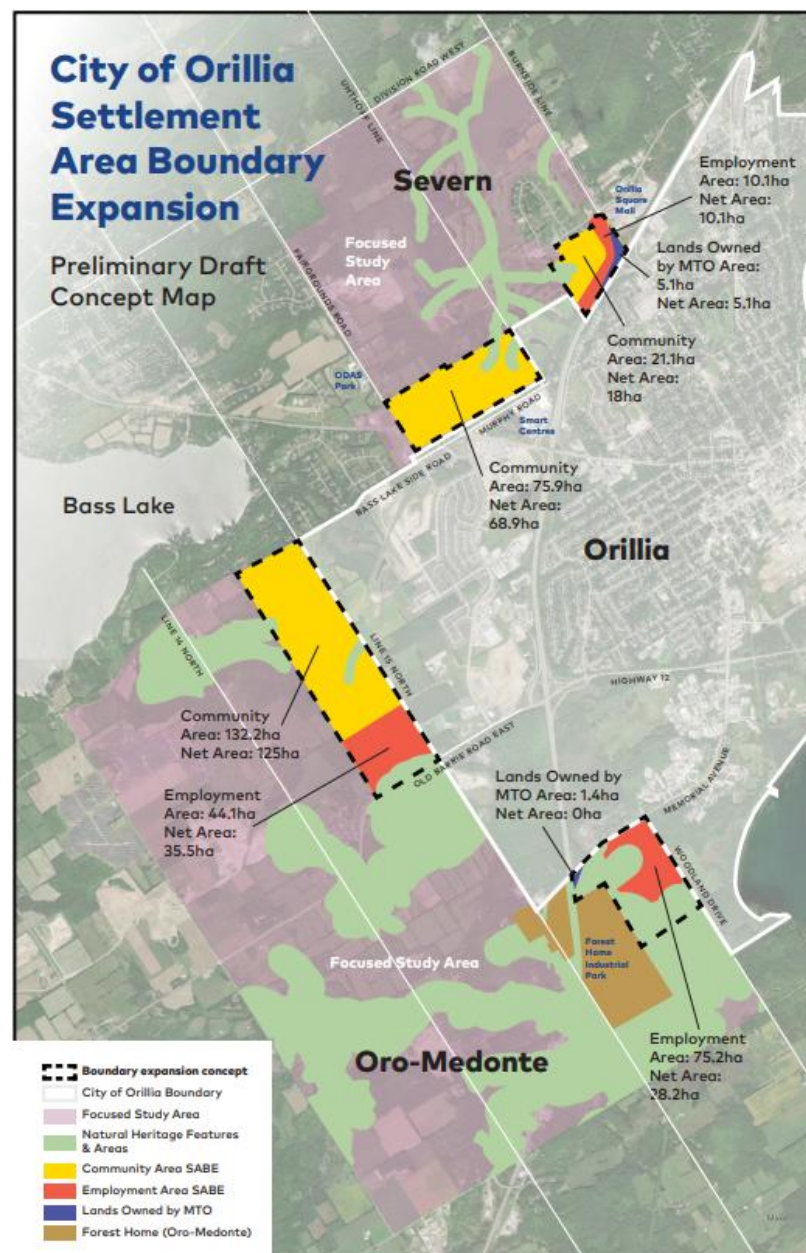 City of Orillia
Settlement
Area Boundary
Expansion
Preliminary Draft
Concept Map
DIVISION ROAD WEST
UHTHOFF LINE
BURNSIDE LINE
Severn
Focused
Study
Area
FAIRGROUNDS ROAD
Orillia
Square
Mall
Employment
Area: 10.1ha
Net Area:
10.1ha
Lands Owned
by MTO Area:
5.1ha
Net Area: 5.1ha
Community
Area: 21.1ha
Net Area:
18ha
ODAS
Park
MURPHY ROAD
Smart
Centres
BASS-LAKE SIDE ROAD
Community
Area: 75.9ha
Net Area:
68.9ha
Bass Lake
Orillia
LINE 14 NORTH
LINE 15 NORTH
HIGHWAY 12
Community
Area: 132.2ha
Net Area: 125ha
OLD BARRIE ROAD EAST
Employment
Area: 44.1ha
Net Area:
35.5ha
Lands Owned by
MTO Area: 1.4ha
Net Area: 0ha
MEMORIAL AVENUE
WOODLAND DRIVE
Forest
Home
Industrial
Park
Focused Study Area
Oro-Medonte
Employment
Area: 75.2ha
Net Area:
28.2ha
Boundary expansion concept
City of Orillia Boundary
Focused Study Area
Natural Heritage Features
& Areas
Community Area SABE
Employment Area SABE
Lands Owned by MTO
Forest Home (Oro-Medonte)